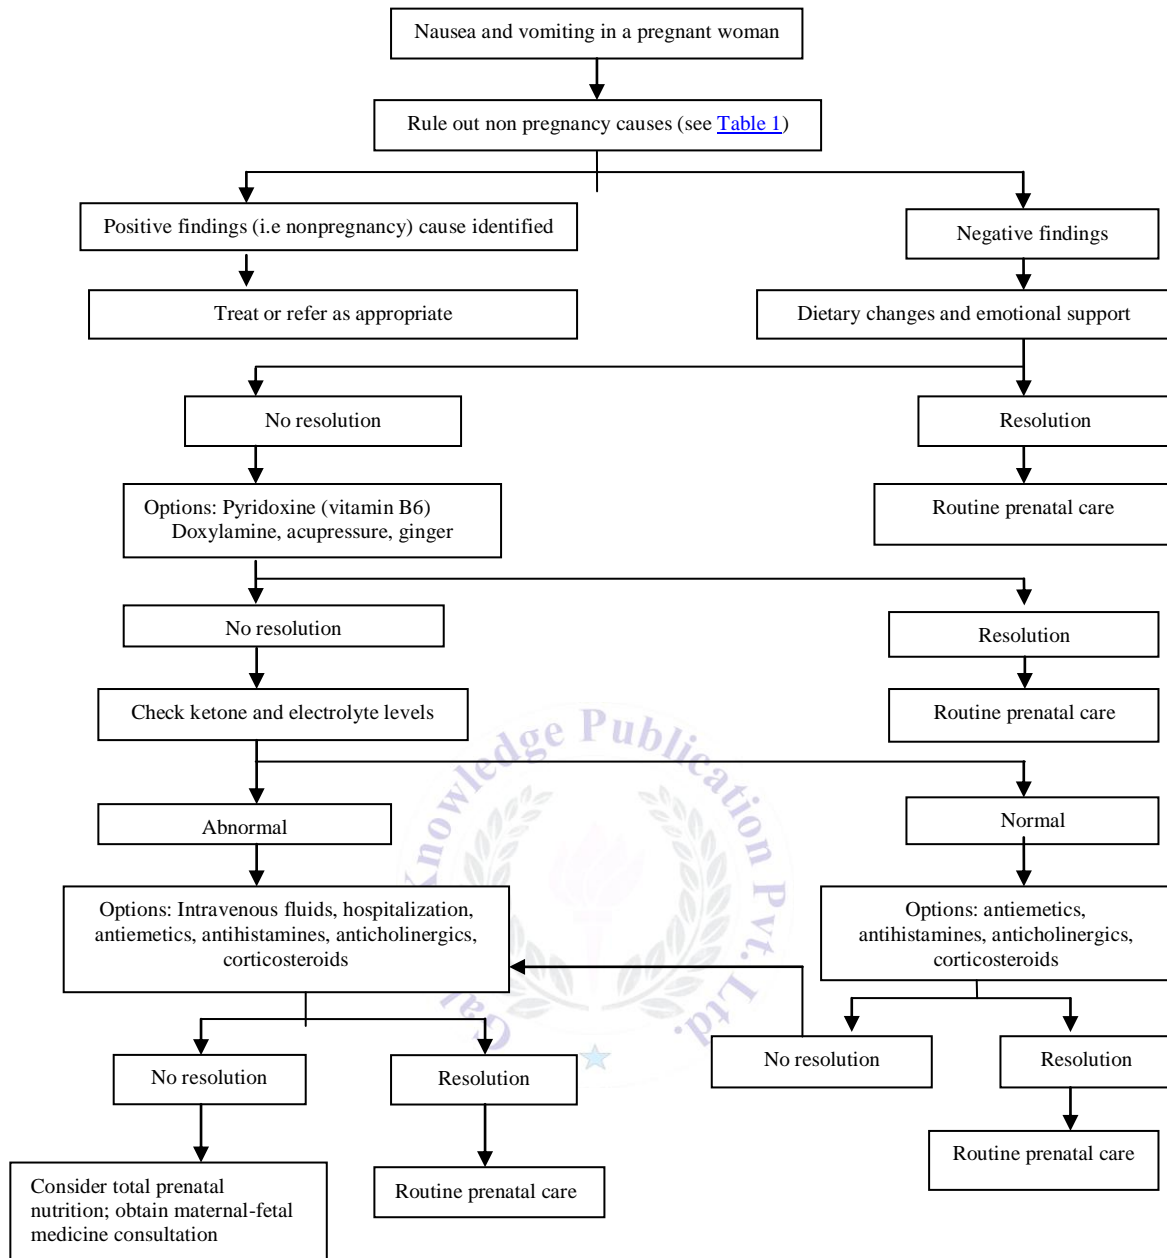 Nausea and vomiting in a pregnant woman
Rule out non pregnancy causes (see Table 1)
Positive findings (i.e nonpregnancy) cause identified
Negative findings
Treat or refer as appropriate
Dietary changes and emotional support
No resolution
Resolution
Options: Pyridoxine (vitamin B6)
Doxylamine, acupressure, ginger
Routine prenatal care
No resolution
Resolution
Check ketone and electrolyte levels
Routine prenatal care
Abnormal
Normal
Options: Intravenous fluids, hospitalization,
antiemetics, antihistamines, anticholinergics,
corticosteroids
Options: antiemetics,
antihistamines, anticholinergics,
corticosteroids
No resolution
Resolution
No resolution
Resolution
Consider total prenatal
nutrition; obtain maternal-fetal
medicine consultation
Routine prenatal care
Routine prenatal care
Knowledge Publication Pvt. Ltd.